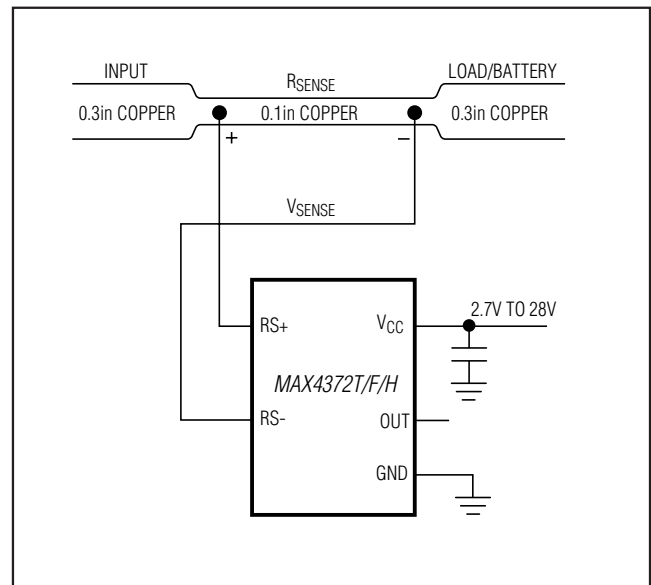 INPUT RSENSE LOAD/BATTERY
0.3in COPPER 0.1in COPPER 0.3in COPPER
+ −
VSENSE
2.7V TO 28V
RS+ VCC
MAX4372T/F/H
RS- OUT
GND